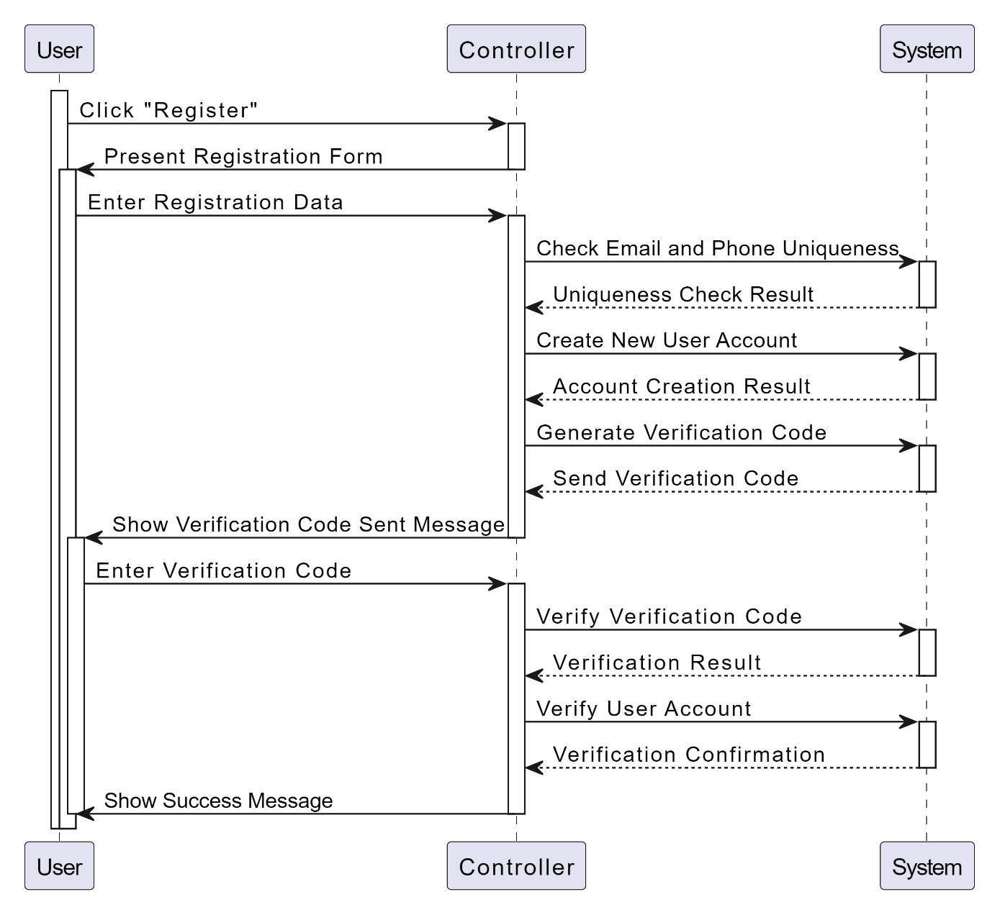 User Controller System
Click "Register"
Present Registration Form
Enter Registration Data
Check Email and Phone Uniqueness
Uniqueness Check Result
Create New User Account
Account Creation Result
Generate Verification Code
Send Verification Code
Show Verification Code Sent Message
Enter Verification Code
Verify Verification Code
Verification Result
Verify User Account
Verification Confirmation
Show Success Message
User Controller System